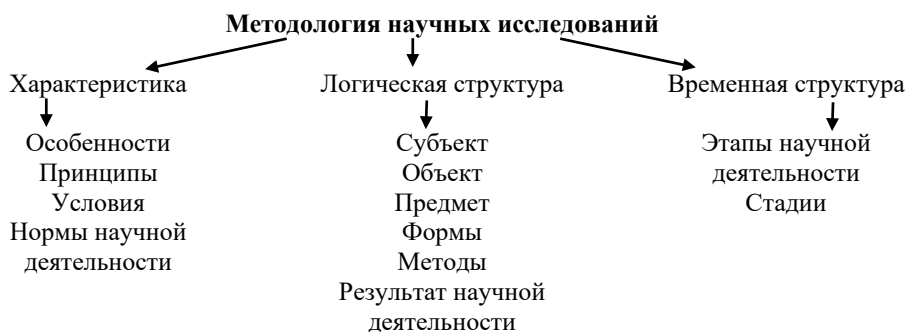 Методология научных исследований
Характеристика
Логическая структура
Временная структура
Особенности
Принципы
Условия
Нормы научной
деятельности
Субъект
Объект
Предмет
Формы
Методы
Результат научной
деятельности
Этапы научной
деятельности
Стадии